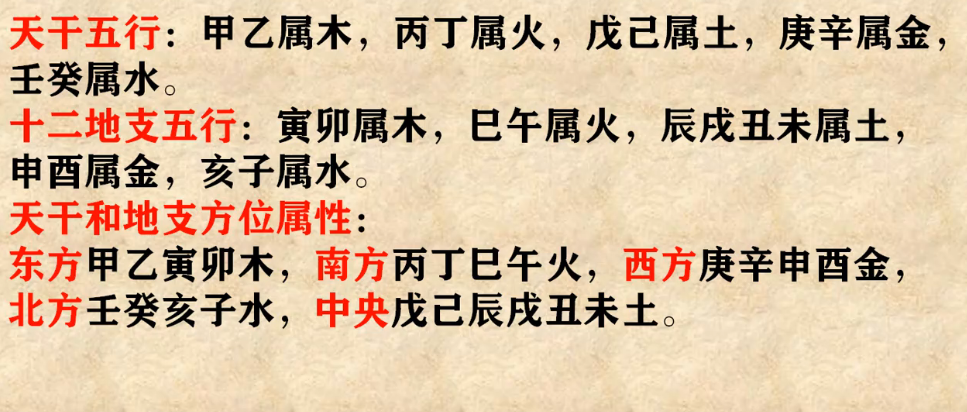 天干五行：甲乙属木，丙丁属火，戊己属土，庚辛属金，
壬癸属水。
十二地支五行：寅卯属木，巳午属火，辰戌丑未属土，
申酉属金，亥子属水。
天干和地支方位属性：
东方甲乙寅卯木，南方丙丁巳午火，西方庚辛申酉金，
北方壬癸亥子水，中央戊己辰戌丑未土。